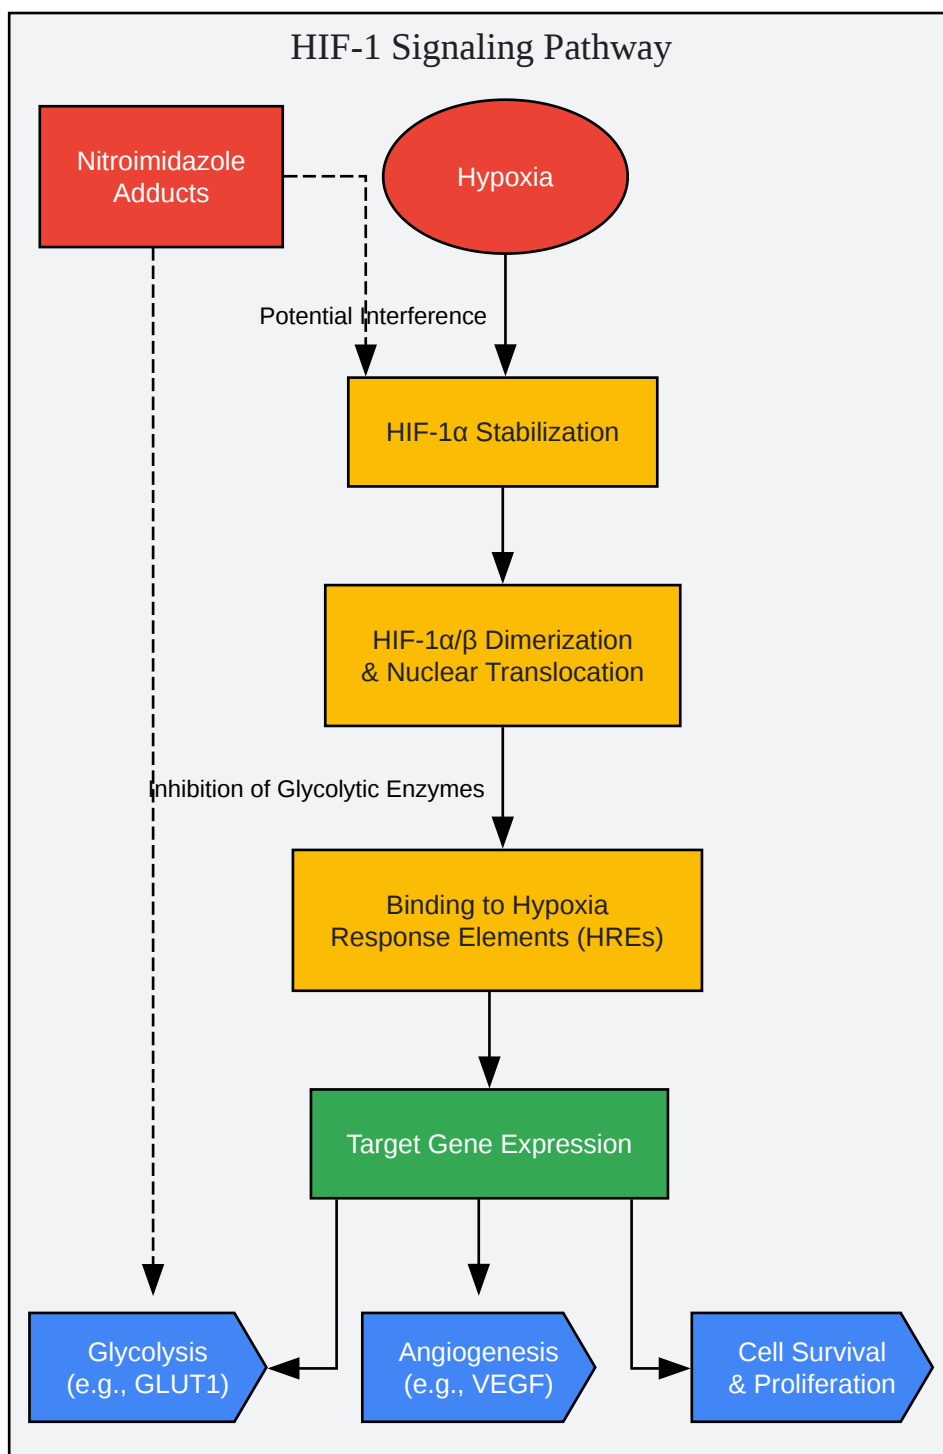 HIF-1 Signaling Pathway
Nitroimidazole
Adducts
Hypoxia
Potential Interference
HIF-1α Stabilization
HIF-1α/β Dimerization
& Nuclear Translocation
Inhibition of Glycolytic Enzymes
Binding to Hypoxia
Response Elements (HREs)
Target Gene Expression
Glycolysis
(e.g., GLUT1)
Angiogenesis
(e.g., VEGF)
Cell Survival
& Proliferation